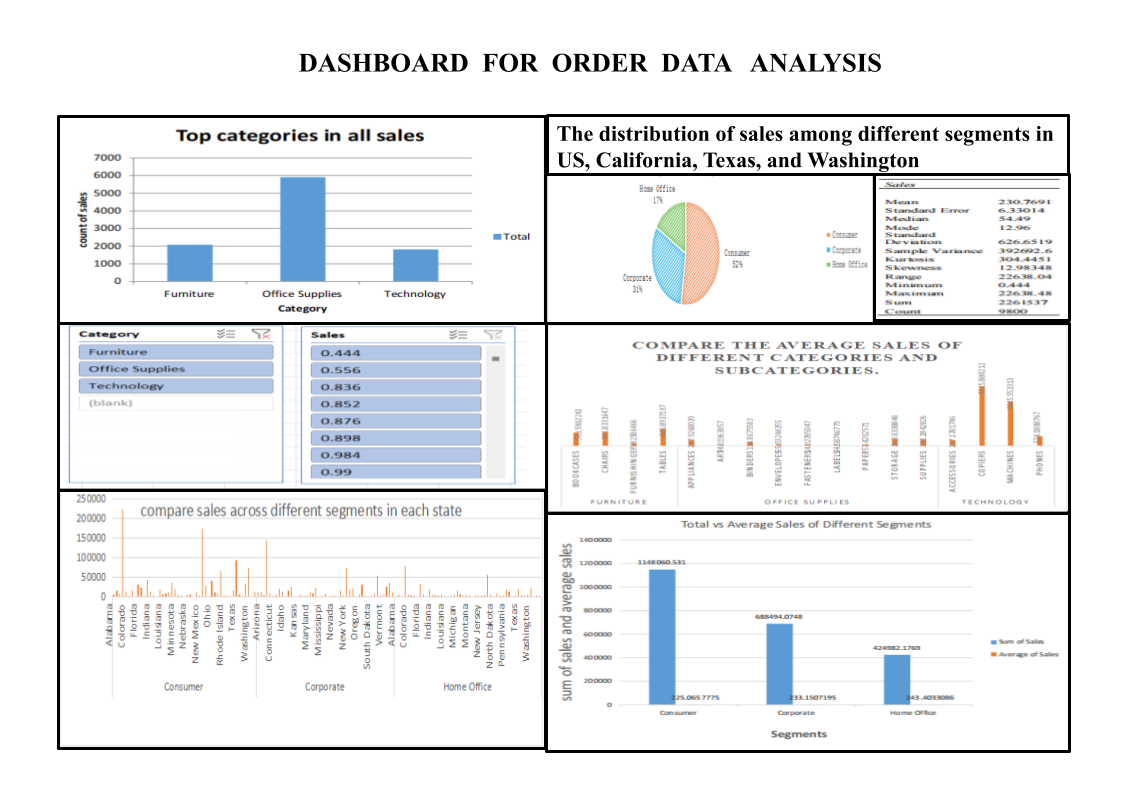 DASHBOARD FOR ORDER DATA ANALYSIS
Top categories in all sales
7000
6000
5000
4000
3000
2000
1000
0
count of sales
Furniture Office Supplies Technology
Category
Total
The distribution of sales among different segments in
US, California, Texas, and Washington
Home Office
17%
Consumer
52%
Corporate
31%
Consumer
Corporate
Home Office
Sales
Mean 230.7691
Standard Error 6.33014
Median 54.49
Mode 12.96
Standard
Deviation 626.6519
Sample Variance 392692.6
Kurtosis 304.4451
Skewness 12.98348
Range 22638.04
Minimum 0.444
Maximum 22638.48
Sum 2261537
Count 9800
Category
Furniture
Office Supplies
Technology
(blank)
Sales
0.444
0.556
0.836
0.852
0.876
0.898
0.984
0.99
COMPARE THE AVERAGE SALES OF
DIFFERENT CATEGORIES AND
SUBCATEGORIES.
BOOKCASES
CHAIRS
FURNISHINGS
TABLES
APPLIANCES
ART
BINDERS
ENVELOPES
FASTENERS
LABELS
PAPER
STORAGE
SUPPLIES
ACCESSORIES
COPIERS
MACHINES
PHONES
FURNITURE OFFICE SUPPLIES TECHNOLOGY
compare sales across different segments in each state
250000
200000
150000
100000
50000
0
Alabama
Colorado
Florida
Indiana
Louisiana
Minnesota
Nebraska
New Mexico
Ohio
Rhode Island
Texas
Washington
Arizona
Connecticut
Idaho
Kansas
Maryland
Mississippi
Nevada
New York
Oregon
South Dakota
Vermont
Alabama
Colorado
Florida
Indiana
Louisiana
Michigan
Montana
New Jersey
North Dakota
Pennsylvania
Texas
Washington
Consumer Corporate Home Office
Total vs Average Sales of Different Segments
1400000
1200000
1000000
800000
600000
400000
200000
0
sum of sales and average sales
1148060.531
688494.0748
424982.1769
225.0657775
233.1507195
243.4033086
Consumer Corporate Home Office
Segments
Sum of Sales
Average of Sales